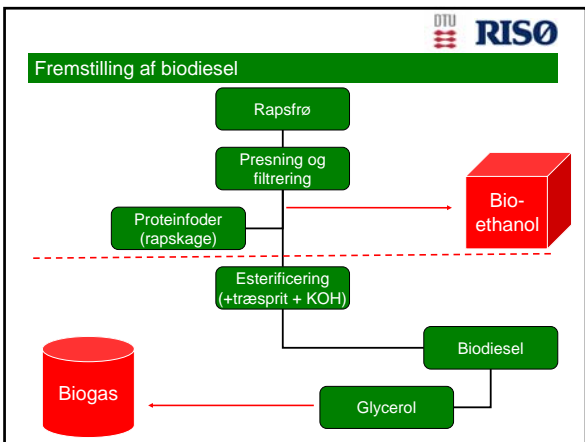 DTU
RISØ
Fremstilling af biodiesel
Rapsfrø
Presning og
filtrering
Proteinfoder
(rapskage)
Bio-
ethanol
Esterificering
(+træsprit + KOH)
Biodiesel
Biogas
Glycerol